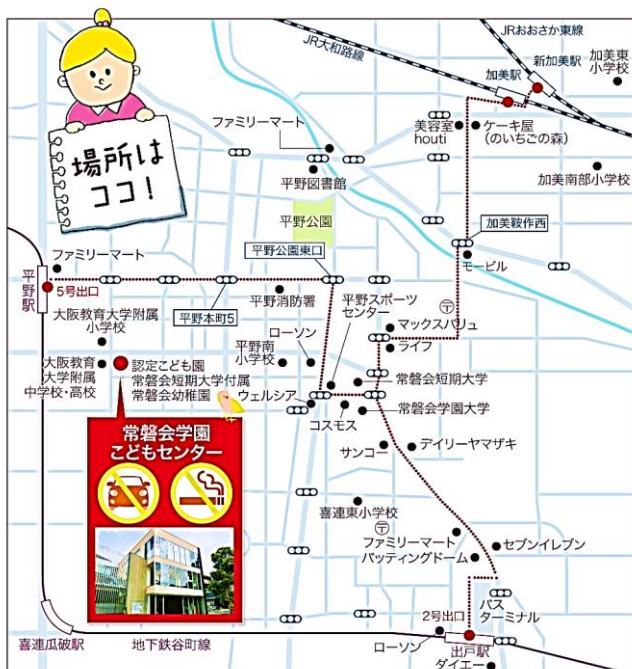 JRおおさか東線
JR大和路線
新加美駅
加美東
小学校
加美駅
場所は
ココ!
ファミリーマート
美容室
houti
ケーキ屋
(のいちごの森)
平野図書館
加美南部小学校
平野公園
加美鞍作西
ファミリーマート
平野公園東口
モービル
平野駅
5号出口
平野本町5
平野消防署
平野スポーツ
センター
〒
大阪教育大学附属
小学校
ローソン
マックスバリュ
ライフ
平野南
小学校
大阪教育
大学附属
中学校・高校
認定こども園
常磐会短期大学付属
常磐会幼稚園
ウェルシア
常磐会短期大学
コスモス
常磐会学園大学
常磐会学園
こどもセンター
サンコー
デイリーヤマザキ
喜連東小学校
〒
ファミリーマート
バッティングドーム
セブンイレブン
2号出口
バス
ターミナル
喜連瓜破駅
地下鉄谷町線
ローソン
出戸駅
ダイエー